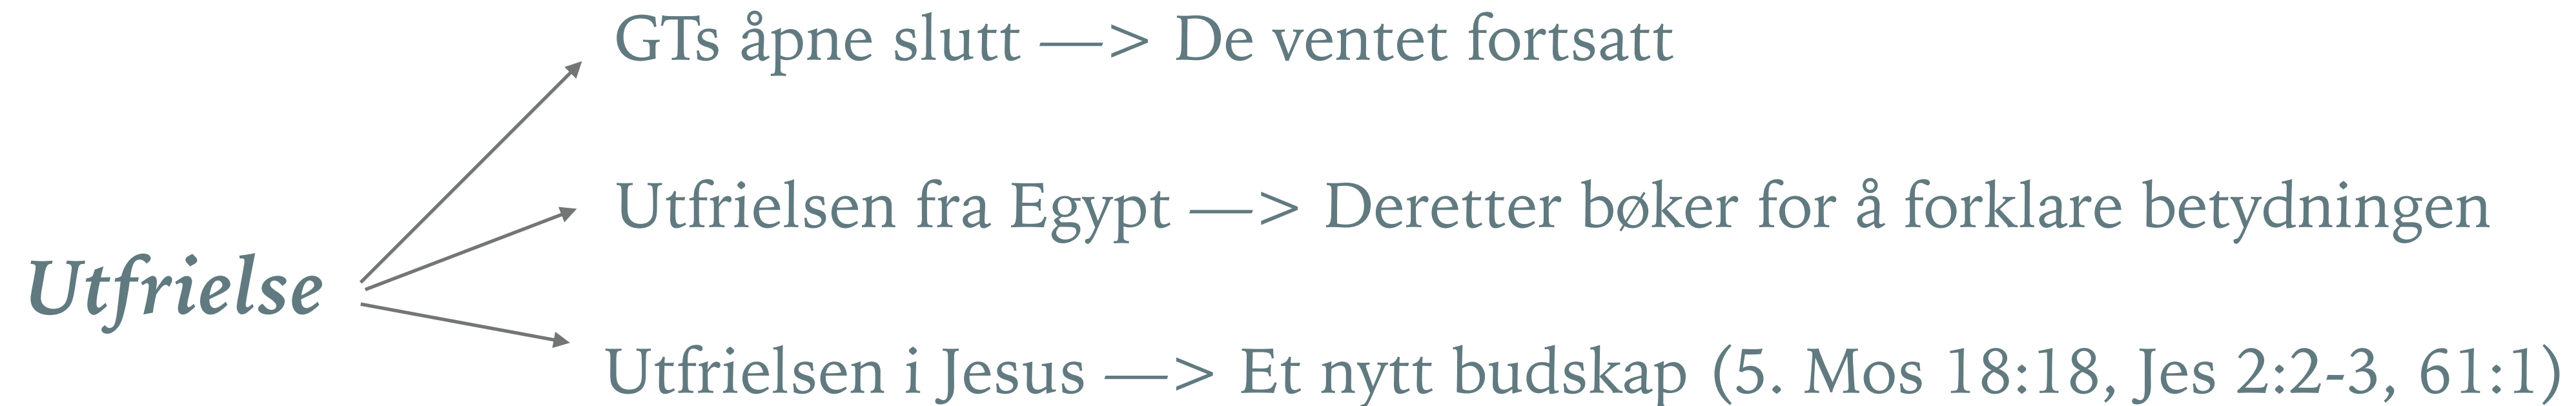 GTs åpne slutt —> De ventet fortsatt
Utfrielsen fra Egypt —> Deretter bøker for å forklare betydningen
Utfrielse
Utfrielsen i Jesus —> Et nytt budskap (5. Mos 18:18, Jes 2:2-3, 61:1)